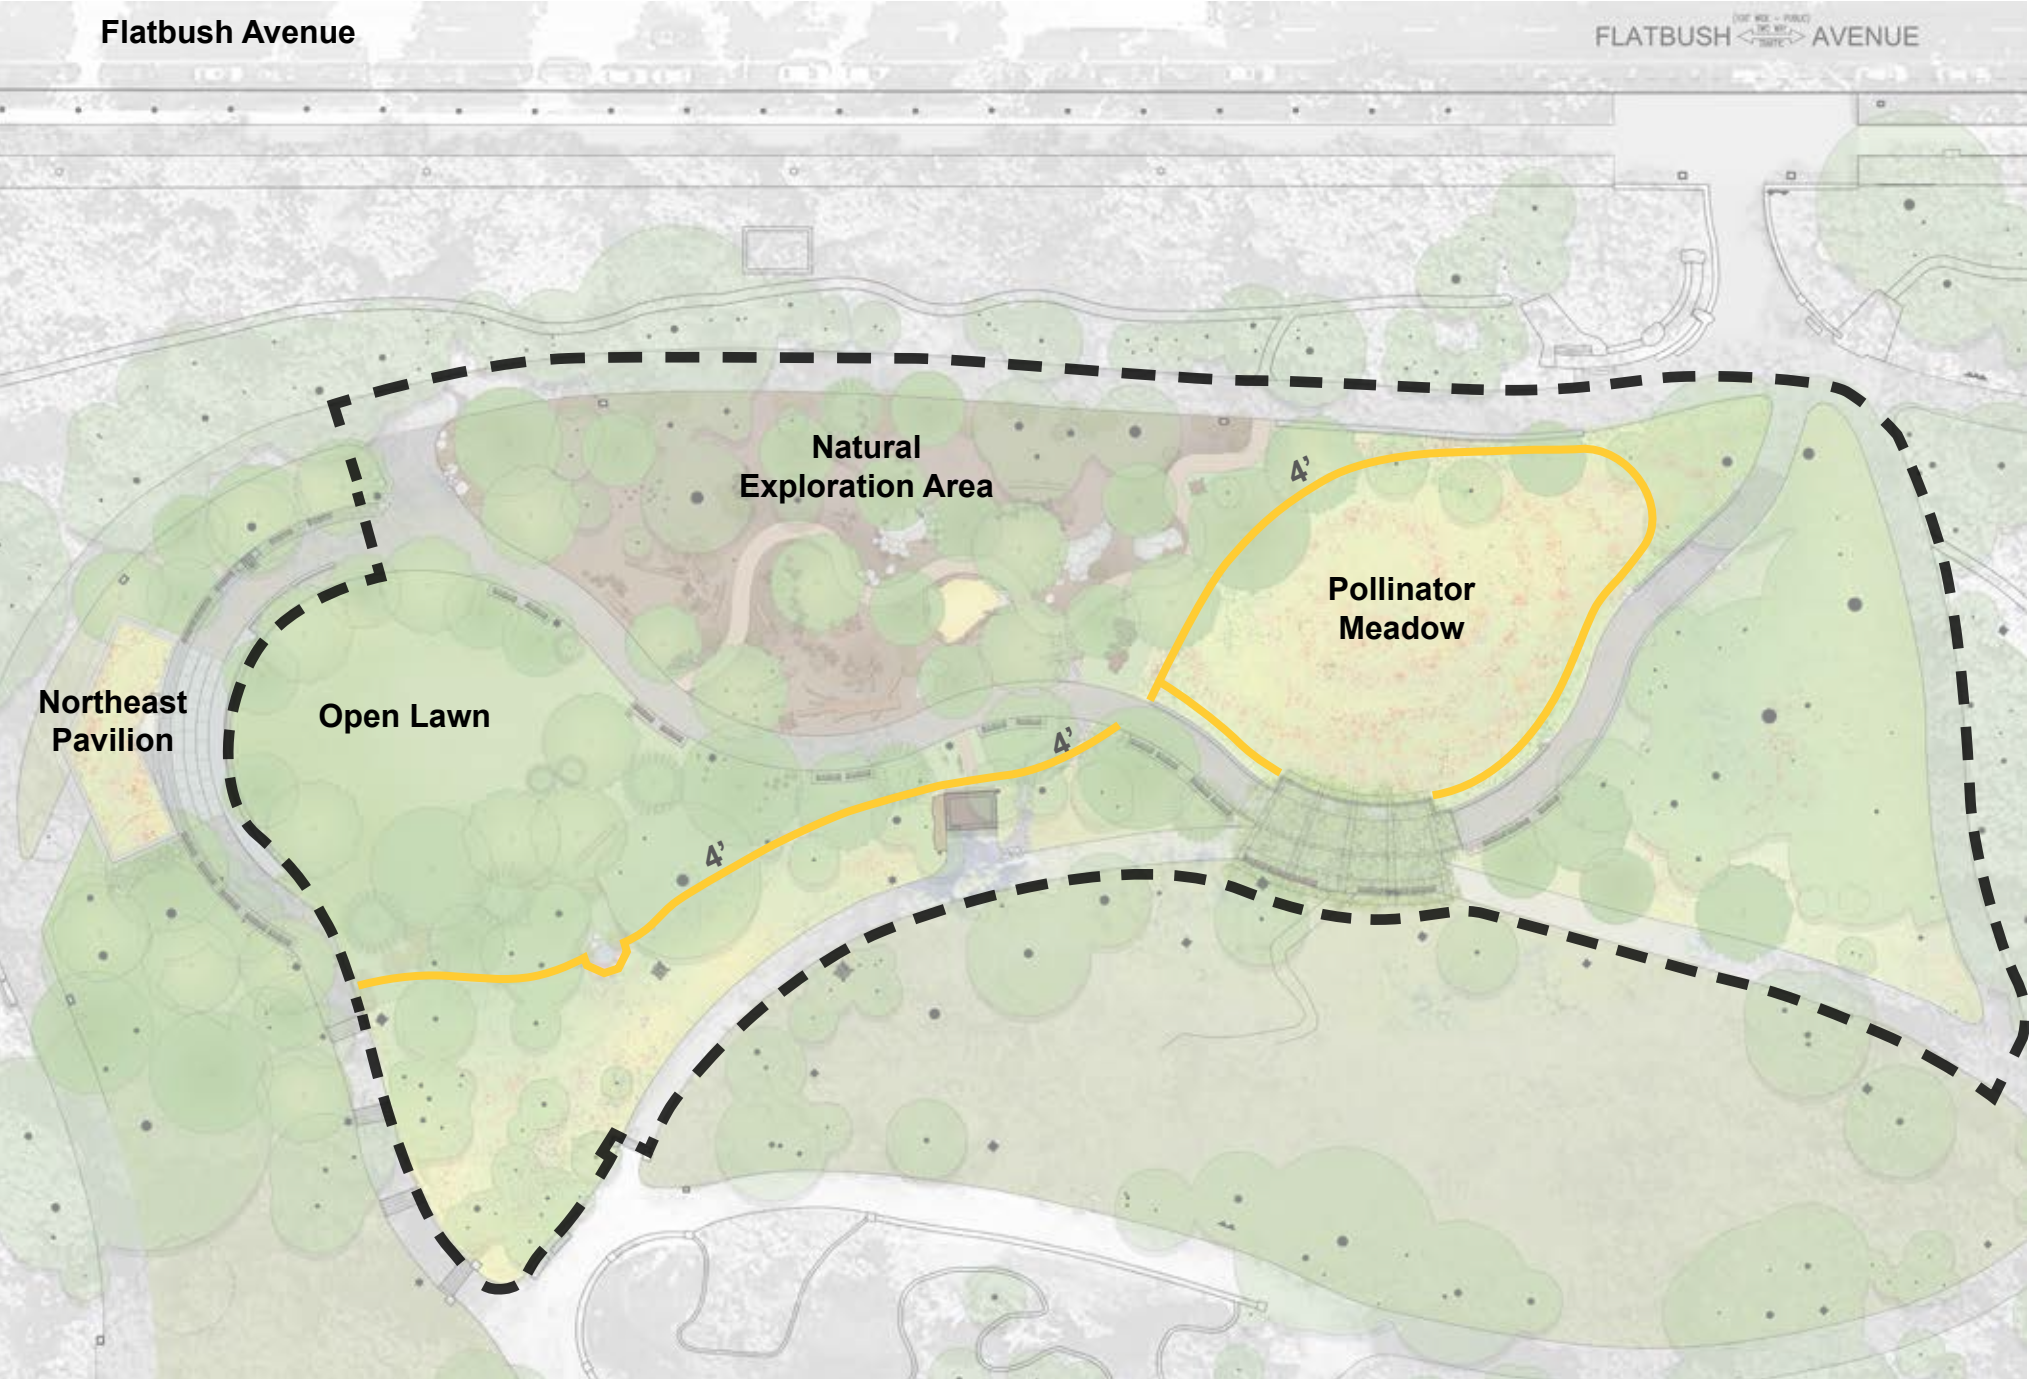 Flatbush Avenue
FLATBUSH AVENUE
Natural
Exploration Area
4'
Pollinator
Meadow
Northeast
Pavilion
Open Lawn
4'
4'